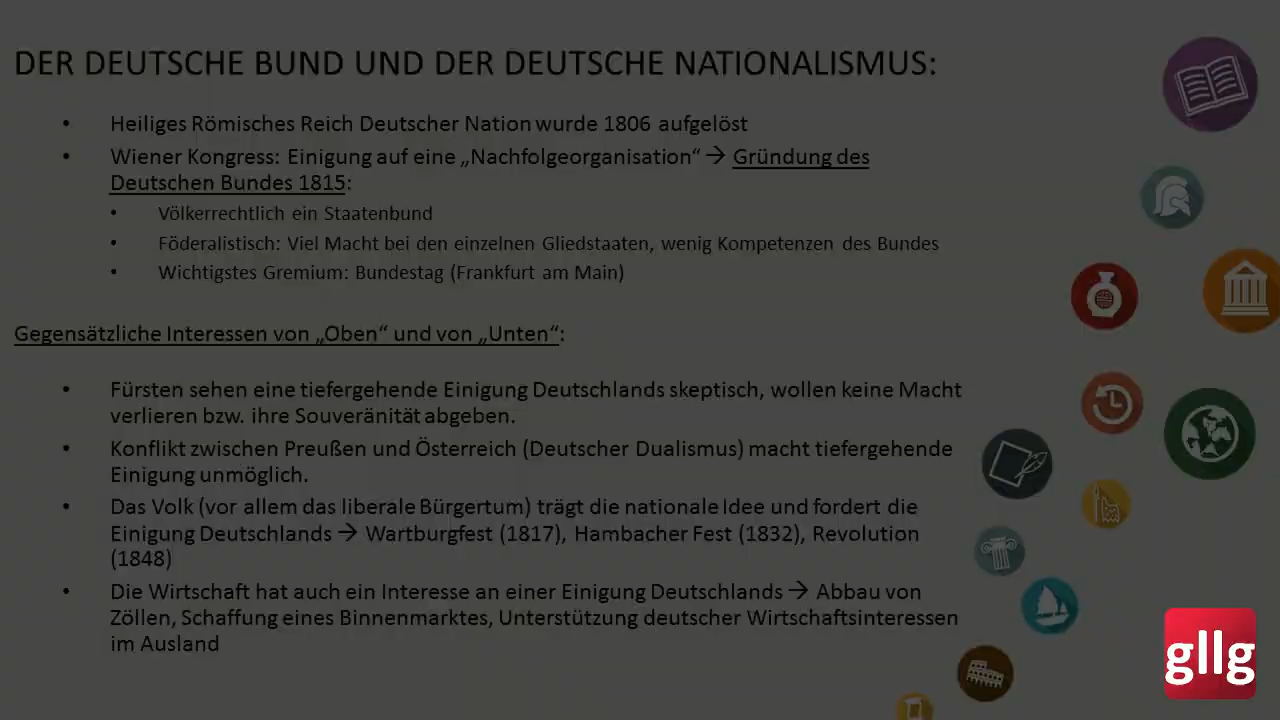 DER DEUTSCHE BUND UND DER DEUTSCHE NATIONALISMUS:
• Heiliges Römisches Reich Deutscher Nation wurde 1806 aufgelöst
• Wiener Kongress: Einigung auf eine „Nachfolgeorganisation“ → Gründung des
Deutschen Bundes 1815:
• Völkerrechtlich ein Staatenbund
• Föderalistisch: Viel Macht bei den einzelnen Gliedstaaten, wenig Kompetenzen des Bundes
• Wichtigstes Gremium: Bundestag (Frankfurt am Main)
Gegensätzliche Interessen von „Oben“ und von „Unten“:
• Fürsten sehen eine tiefergehende Einigung Deutschlands skeptisch, wollen keine Macht
verlieren bzw. ihre Souveränität abgeben.
• Konflikt zwischen Preußen und Österreich (Deutscher Dualismus) macht tiefergehende
Einigung unmöglich.
• Das Volk (vor allem das liberale Bürgertum) trägt die nationale Idee und fordert die
Einigung Deutschlands → Wartburgfest (1817), Hambacher Fest (1832), Revolution
(1848)
• Die Wirtschaft hat auch ein Interesse an einer Einigung Deutschlands → Abbau von
Zöllen, Schaffung eines Binnenmarktes, Unterstützung deutscher Wirtschaftsinteressen
im Ausland
gllg